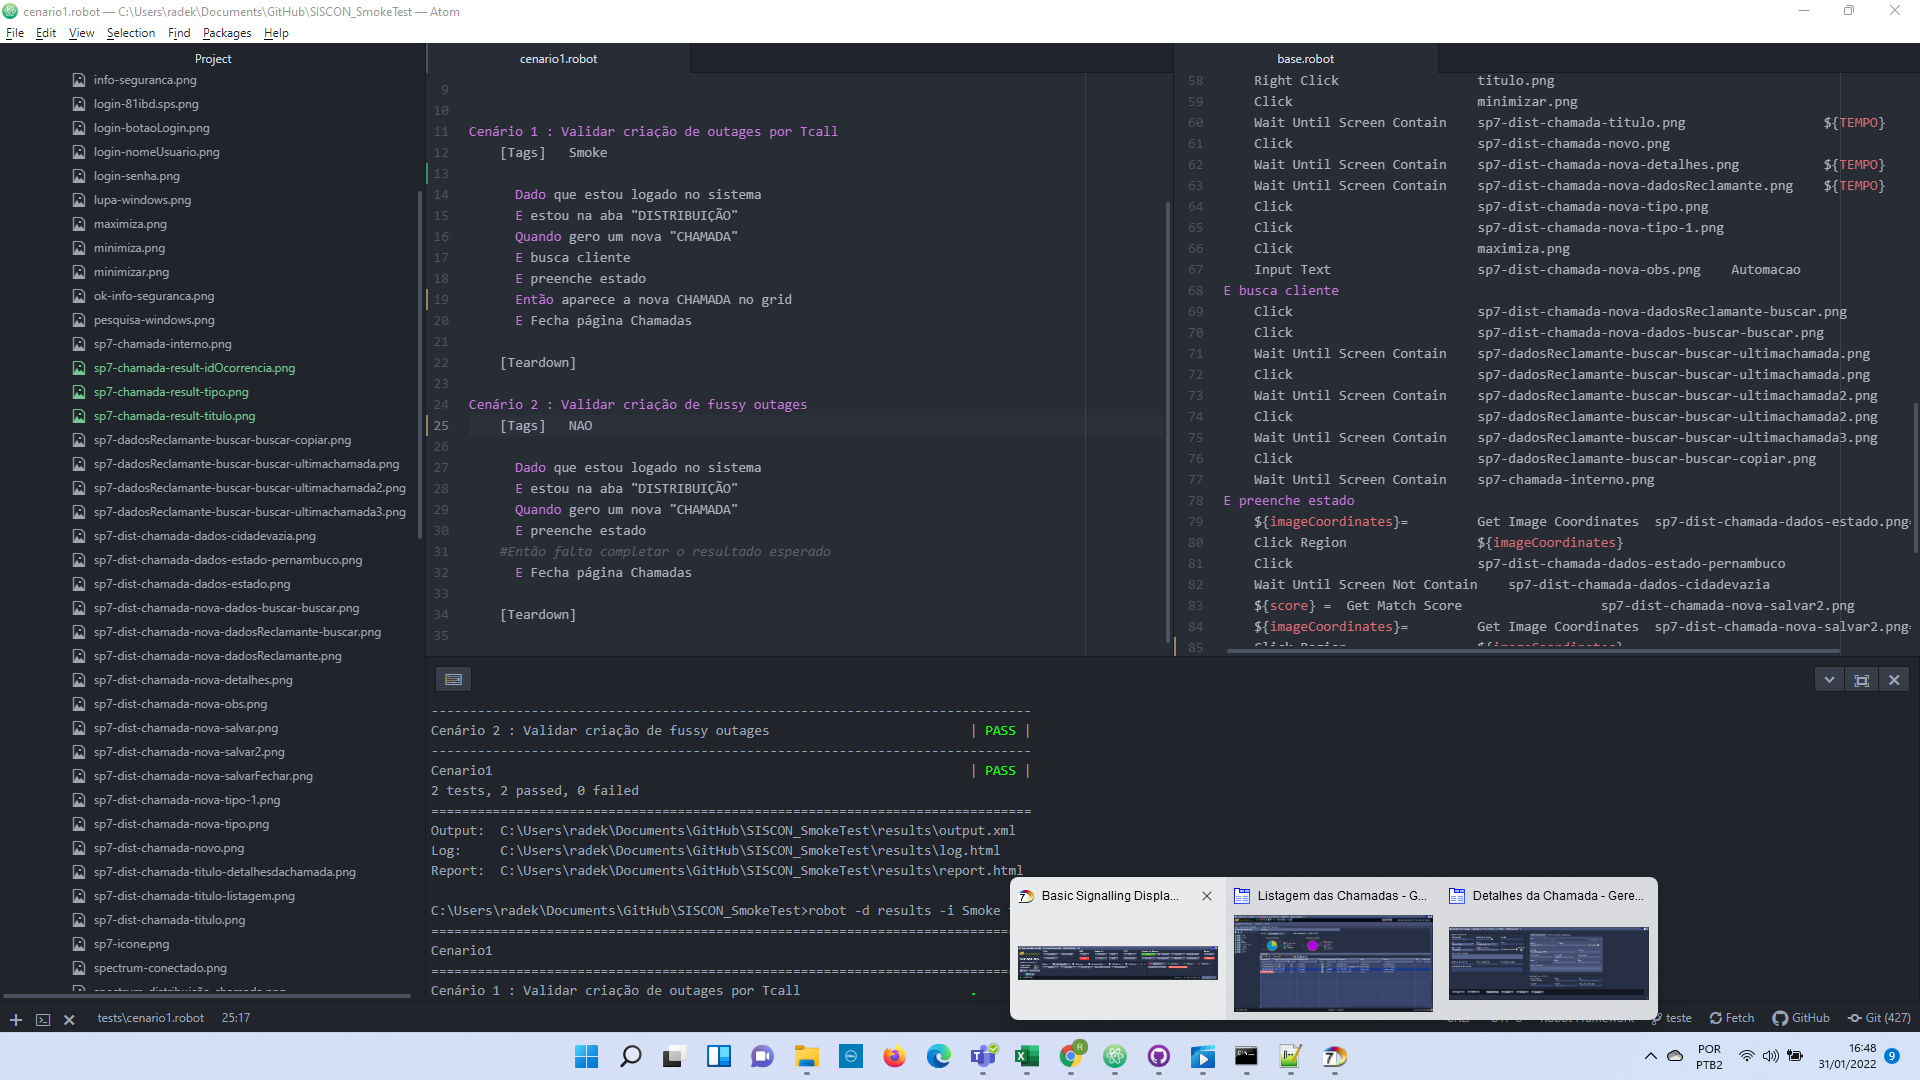 cenario1.robot — C:\Users\radek\Documents\GitHub\SISCON_SmokeTest — Atom
File Edit View Selection Find Packages Help
Project
info-seguranca.png
login-81ibd.sps.png
login-botaoLogin.png
login-nomeUsuario.png
login-senha.png
lupa-windows.png
maximiza.png
minimiza.png
minimizar.png
ok-info-seguranca.png
pesquisa-windows.png
sp7-chamada-interno.png
sp7-chamada-result-idOcorrencia.png
sp7-chamada-result-tipo.png
sp7-chamada-result-titulo.png
sp7-dadosReclamante-buscar-buscar-copiar.png
sp7-dadosReclamante-buscar-buscar-ultimachamada.png
sp7-dadosReclamante-buscar-buscar-ultimachamada2.png
sp7-dadosReclamante-buscar-buscar-ultimachamada3.png
sp7-dist-chamada-dados-cidadevazia.png
sp7-dist-chamada-dados-estado-pernambuco.png
sp7-dist-chamada-dados-estado.png
sp7-dist-chamada-nova-dados-buscar-buscar.png
sp7-dist-chamada-nova-dadosReclamante-buscar.png
sp7-dist-chamada-nova-dadosReclamante.png
sp7-dist-chamada-nova-detalhes.png
sp7-dist-chamada-nova-obs.png
sp7-dist-chamada-nova-salvar.png
sp7-dist-chamada-nova-salvar2.png
sp7-dist-chamada-nova-salvarFechar.png
sp7-dist-chamada-nova-tipo-1.png
sp7-dist-chamada-nova-tipo.png
sp7-dist-chamada-novo.png
sp7-dist-chamada-titulo-detalhesdachamada.png
sp7-dist-chamada-titulo-listagem.png
sp7-dist-chamada-titulo.png
sp7-icone.png
spectrum-conectado.png
spectrum-distribuição-chamada.png
cenario1.robot
9
10
11 Cenário 1 : Validar criação de outages por Tcall
12 [Tags] Smoke
13
14 Dado que estou logado no sistema
15 E estou na aba "DISTRIBUIÇÃO"
16 Quando gero um nova "CHAMADA"
17 E busca cliente
18 E preenche estado
19 Então aparece a nova CHAMADA no grid
20 E Fecha página Chamadas
21
22 [Teardown]
23
24 Cenário 2 : Validar criação de fussy outages
25 [Tags] NAO
26
27 Dado que estou logado no sistema
28 E estou na aba "DISTRIBUIÇÃO"
29 Quando gero um nova "CHAMADA"
30 E preenche estado
31 #Então falta completar o resultado esperado
32 E Fecha página Chamadas
33
34 [Teardown]
35
base.robot
58 Right Click titulo.png
59 Click minimizar.png
60 Wait Until Screen Contain sp7-dist-chamada-titulo.png ${TEMPO}
61 Click sp7-dist-chamada-novo.png
62 Wait Until Screen Contain sp7-dist-chamada-nova-detalhes.png ${TEMPO}
63 Wait Until Screen Contain sp7-dist-chamada-nova-dadosReclamante.png ${TEMPO}
64 Click sp7-dist-chamada-nova-tipo.png
65 Click sp7-dist-chamada-nova-tipo-1.png
66 Click maximiza.png
67 Input Text sp7-dist-chamada-nova-obs.png Automacao
68 E busca cliente
69 Click sp7-dist-chamada-nova-dadosReclamante-buscar.png
70 Click sp7-dist-chamada-nova-dados-buscar-buscar.png
71 Wait Until Screen Contain sp7-dadosReclamante-buscar-buscar-ultimachamada.png
72 Click sp7-dadosReclamante-buscar-buscar-ultimachamada.png
73 Wait Until Screen Contain sp7-dadosReclamante-buscar-buscar-ultimachamada2.png
74 Click sp7-dadosReclamante-buscar-buscar-ultimachamada2.png
75 Wait Until Screen Contain sp7-dadosReclamante-buscar-buscar-ultimachamada3.png
76 Click sp7-dadosReclamante-buscar-buscar-copiar.png
77 Wait Until Screen Contain sp7-chamada-interno.png
78 E preenche estado
79 ${imageCoordinates}= Get Image Coordinates sp7-dist-chamada-dados-estado.png=
80 Click Region ${imageCoordinates}
81 Click sp7-dist-chamada-dados-estado-pernambuco
82 Wait Until Screen Not Contain sp7-dist-chamada-dados-cidadevazia
83 ${score} = Get Match Score sp7-dist-chamada-nova-salvar2.png
84 ${imageCoordinates}= Get Image Coordinates sp7-dist-chamada-nova-salvar2.png=
85 Click Region ${imageCoordinates}
------------------------------------------------------------------------------
Cenário 2 : Validar criação de fussy outages | PASS |
------------------------------------------------------------------------------
Cenario1 | PASS |
2 tests, 2 passed, 0 failed
==============================================================================
Output: C:\Users\radek\Documents\GitHub\SISCON_SmokeTest\results\output.xml
Log: C:\Users\radek\Documents\GitHub\SISCON_SmokeTest\results\log.html
Report: C:\Users\radek\Documents\GitHub\SISCON_SmokeTest\results\report.html
C:\Users\radek\Documents\GitHub\SISCON_SmokeTest>robot -d results -i Smoke
==============================================================================
Cenario1
==============================================================================
Cenário 1 : Validar criação de outages por Tcall .
Basic Signalling Displa...
Listagem das Chamadas - G...
Detalhes da Chamada - Gere...
tests\cenario1.robot 25:17
teste Fetch GitHub Git (427)
POR
PTB2
16:48
31/01/2022
9